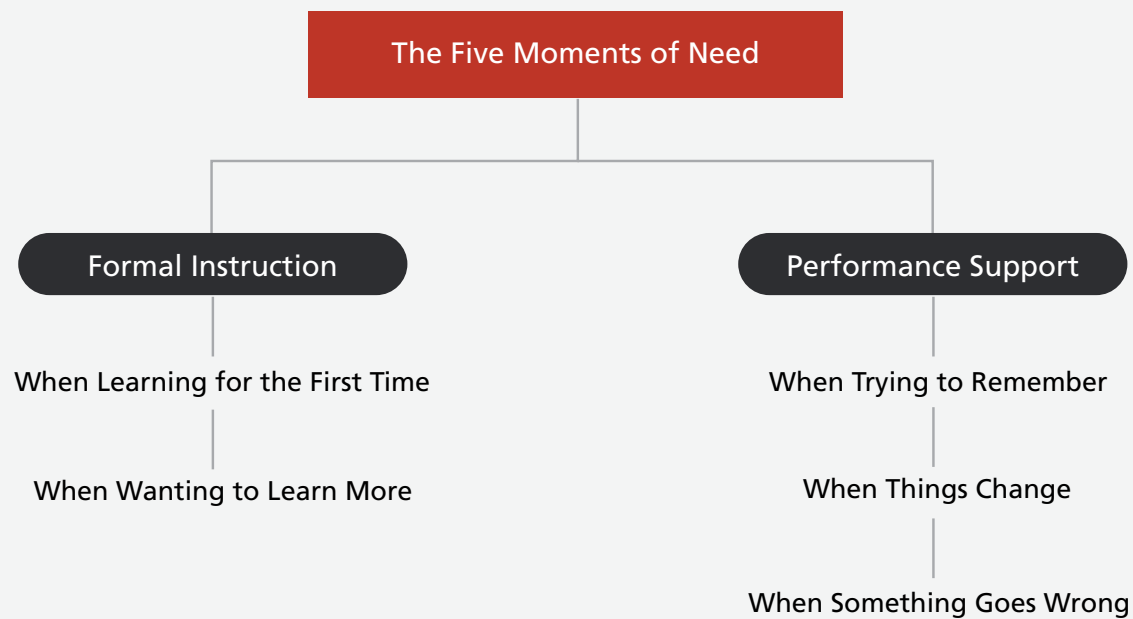 The Five Moments of Need
Formal Instruction
When Learning for the First Time
When Wanting to Learn More
Performance Support
When Trying to Remember
When Things Change
When Something Goes Wrong